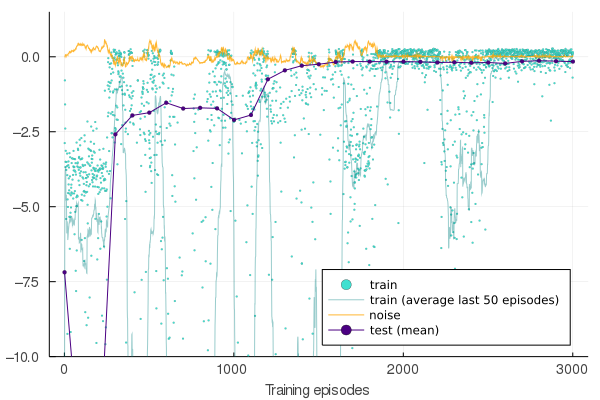 0.0
−2.5
−5.0
−7.5
−10.0
train
train (average last 50 episodes)
noise
test (mean)
0
1000
2000
3000
Training episodes